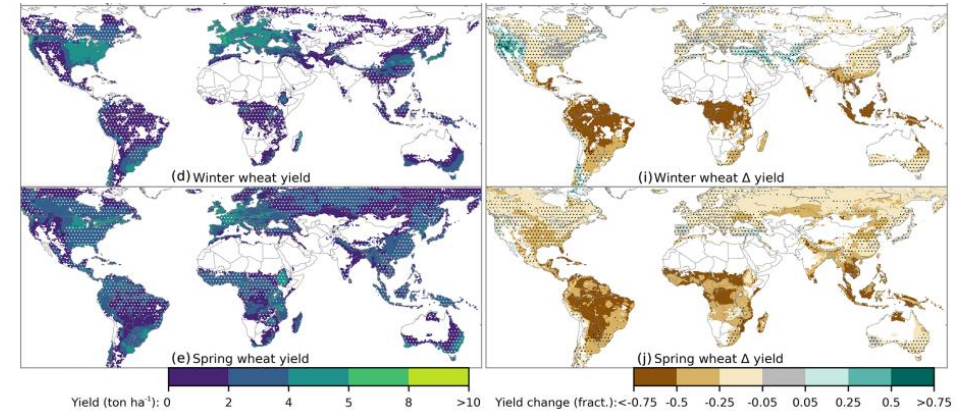 (d) Winter wheat yield
(i) Winter wheat Δ yield
(e) Spring wheat yield
(j) Spring wheat Δ yield
Yield (ton ha⁻¹): 0 2 4 5 8 >10
Yield change (fract.):<-0.75 -0.5 -0.25 -0.05 0.05 0.25 0.5 >0.75